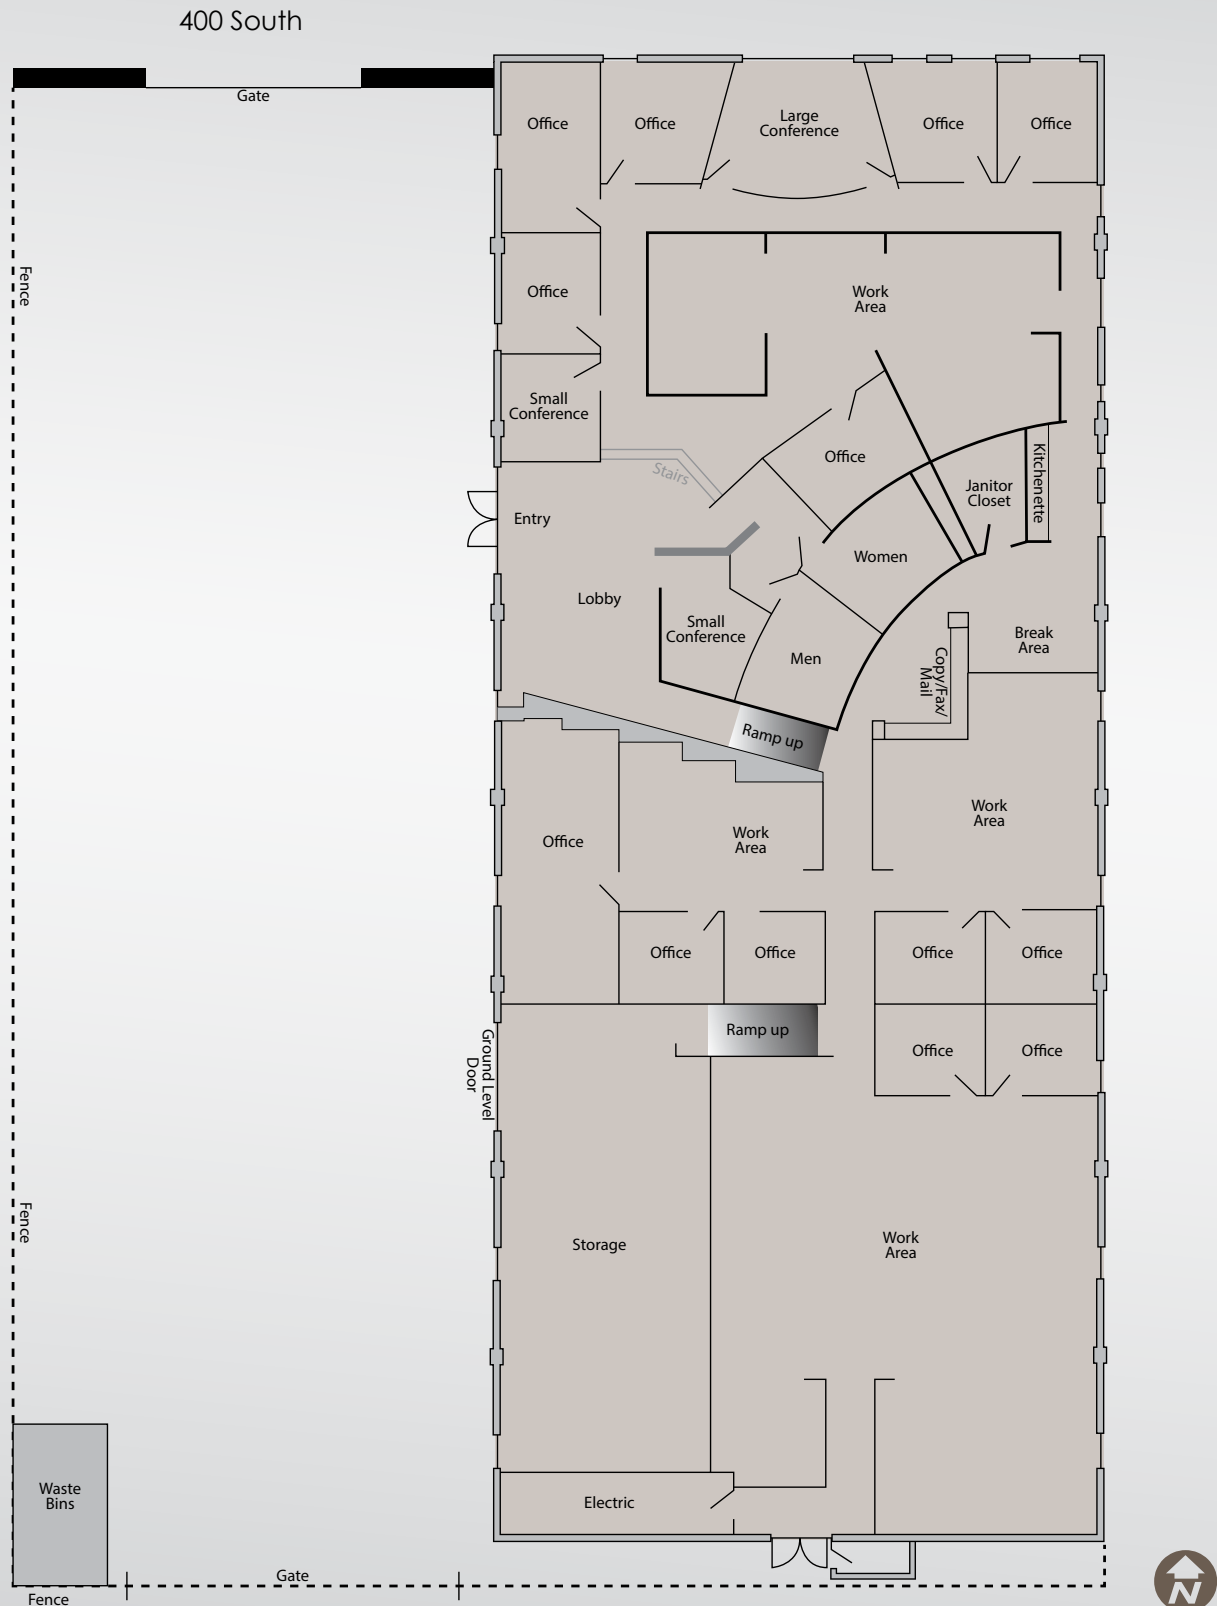 400 South
Gate
Office
Office
Large
Conference
Office
Office
Fence
Office
Work
Area
Small
Conference
Office
Stairs
Kitchenette
Janitor
Closet
Entry
Women
Lobby
Small
Conference
Men
Break
Area
Copy/Fax/
Mail
Ramp up
Office
Work
Area
Work
Area
Office
Office
Office
Office
Ramp up
Ground Level
Door
Office
Office
Fence
Storage
Work
Area
Waste
Bins
Electric
Gate
Fence
N